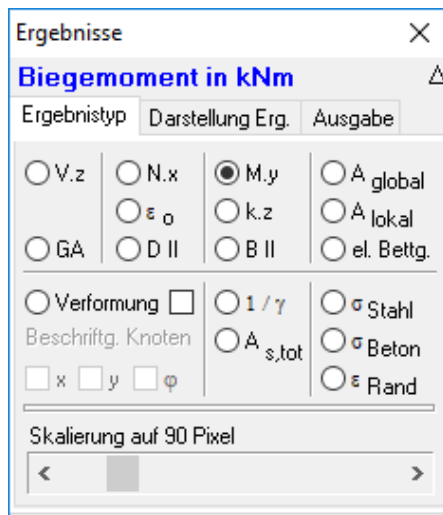 Ergebnisse
Biegemoment in kNm
Ergebnistyp Darstellung Erg. Ausgabe
V.z N.x M.y A global
ε o k.z A lokal
GA D II B II el. Bettg.
Verformung 1 / γ σ Stahl
Beschriftg. Knoten A s,tot σ Beton
x y φ ε Rand
Skalierung auf 90 Pixel